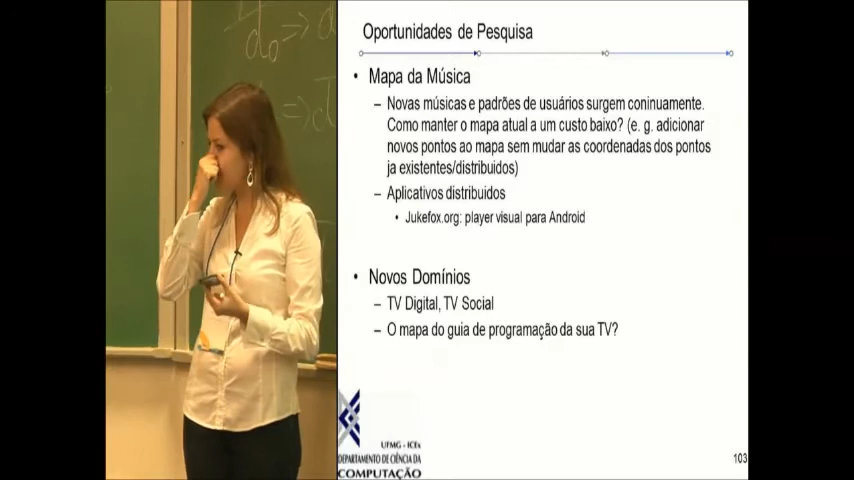 Oportunidades de Pesquisa
• Mapa da Música
– Novas músicas e padrões de usuários surgem coninuamente.
Como manter o mapa atual a um custo baixo? (e. g. adicionar
novos pontos ao mapa sem mudar as coordenadas dos pontos
ja existentes/distribuidos)
– Aplicativos distribuidos
• Jukefox.org: player visual para Android
• Novos Domínios
– TV Digital, TV Social
– O mapa do guia de programação da sua TV?
UFMG - ICEx
DEPARTAMENTO DE CIÊNCIA DA
COMPUTAÇÃO
103